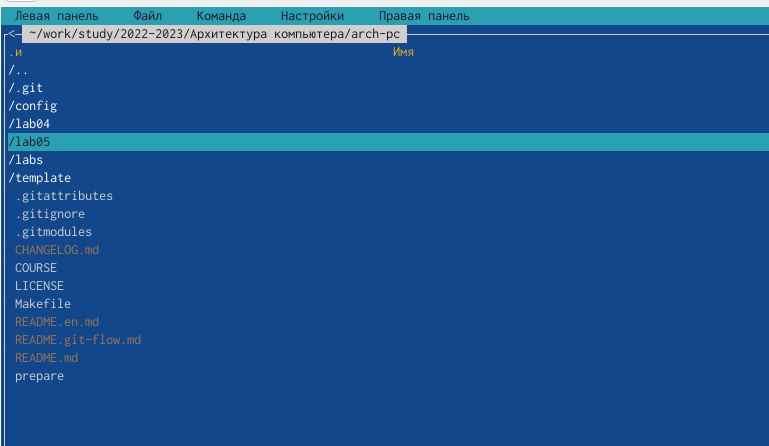 Левая панель Файл Команда Настройки Правая панель
<- ~/work/study/2022-2023/Архитектура компьютера/arch-pc
.и Имя
/..
/.git
/config
/lab04
/lab05
/labs
/template
.gitattributes
.gitignore
.gitmodules
CHANGELOG.md
COURSE
LICENSE
Makefile
README.en.md
README.git-flow.md
README.md
prepare